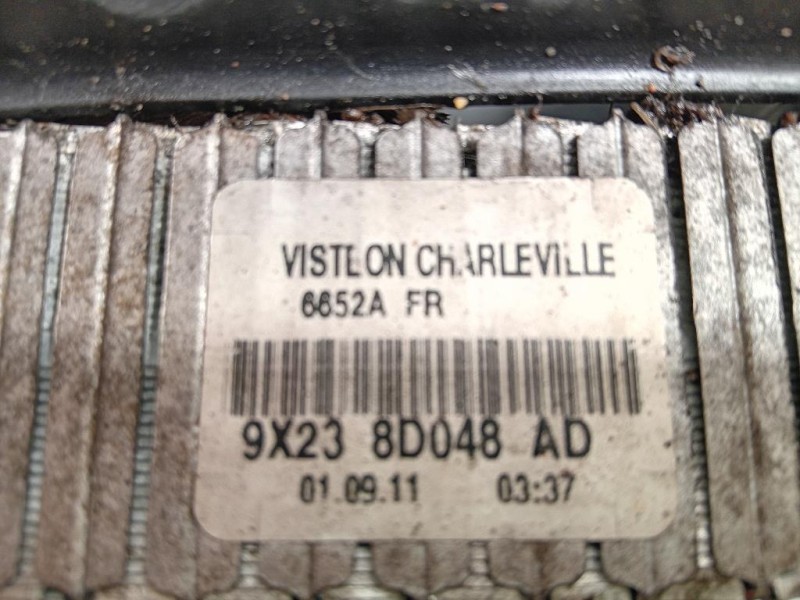 VISTEON CHARLEVILLE
6652A FR
9X23 8D048 AD
01.09.11 03:37